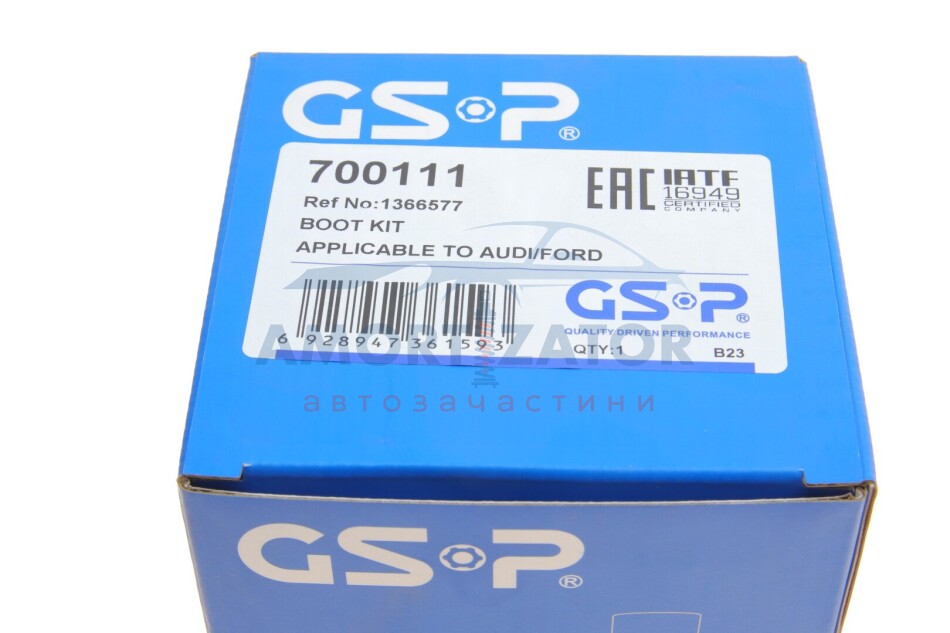 GSP®
700111
Ref No:1366577
BOOT KIT
APPLICABLE TO AUDI/FORD
EAC
IATF
16949
CERTIFIED
COMPANY
GSP®
QUALITY DRIVEN PERFORMANCE
6 928947 361593
QTY:1
B23
AMORTIZATOR
автозачастини
GSP®